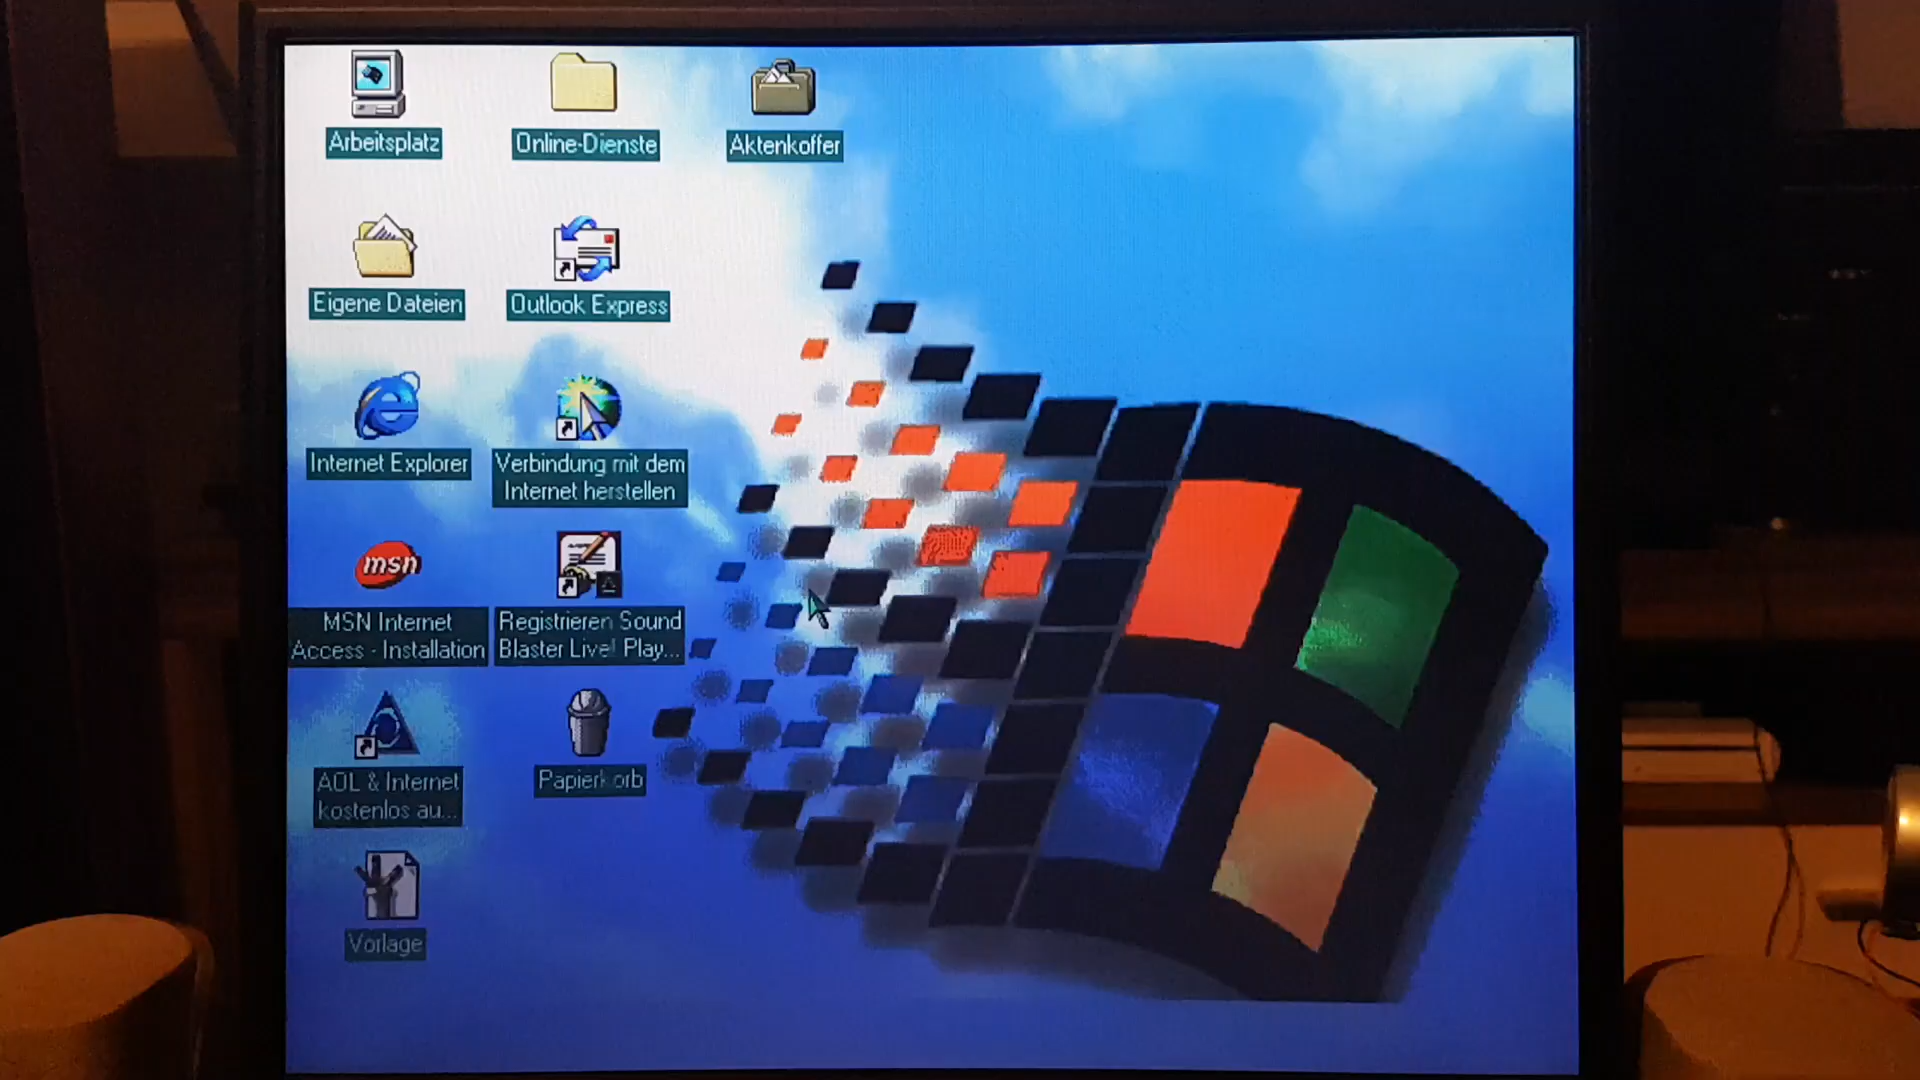 Arbeitsplatz
Online-Dienste
Aktenkoffer
Eigene Dateien
Outlook Express
Internet Explorer
Verbindung mit dem
Internet herstellen
msn
MSN Internet
Access - Installation
Registrieren Sound
Blaster Live! Play...
AOL & Internet
kostenlos au...
Papierkorb
Vorlage